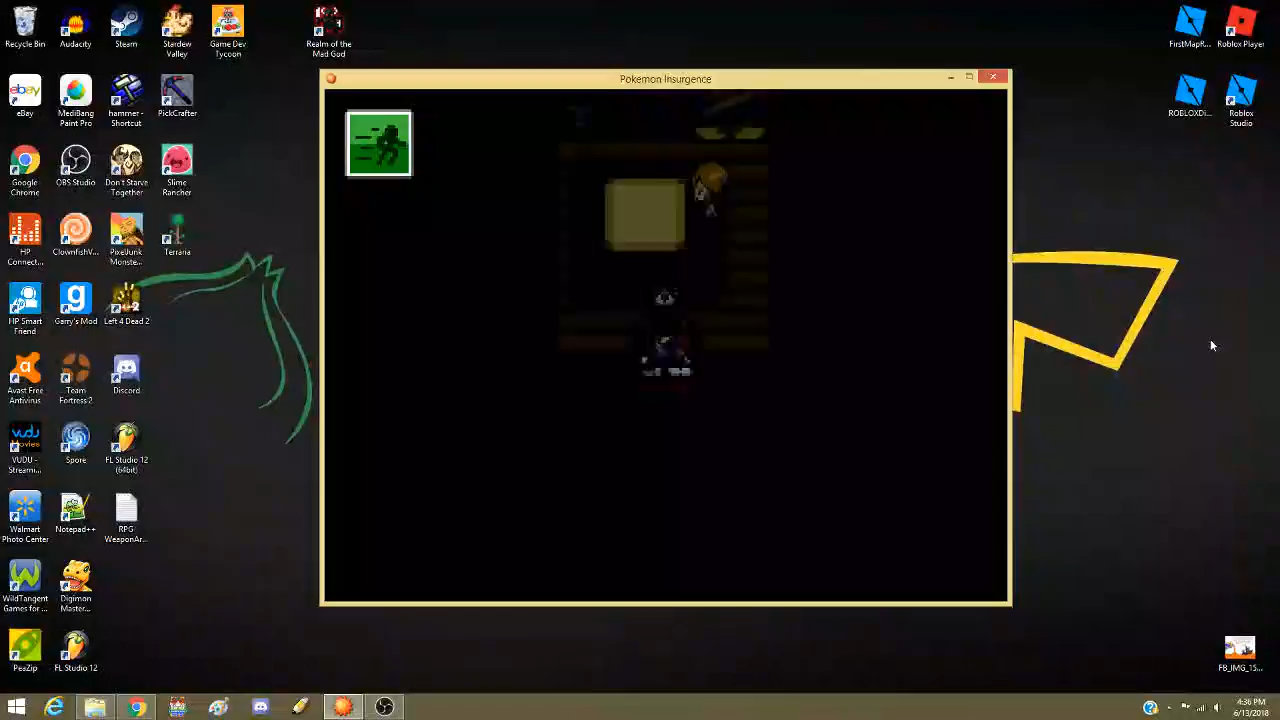 Recycle Bin
Audacity
Steam
Stardew
Valley
Game Dev
Tycoon
Realm of the
Mad God
FirstMapR...
Roblox Player
eBay
MediBang
Paint Pro
hammer -
Shortcut
PickCrafter
ROBLOXDi...
Roblox
Studio
Google
Chrome
OBS Studio
Don't Starve
Together
Slime
Rancher
HP
Connect...
ClownfishV...
PixelJunk
Monste...
Terraria
HP Smart
Friend
Garry's Mod
Left 4 Dead 2
Avast Free
Antivirus
Team
Fortress 2
Discord
VUDU -
Streami...
Spore
FL Studio 12
(64bit)
Walmart
Photo Center
Notepad++
RPG
WeaponAr...
WildTangent
Games for ...
Digimon
Master...
PeaZip
FL Studio 12
FB_IMG_15...
Pokemon Insurgence
4:36 PM
6/13/2018